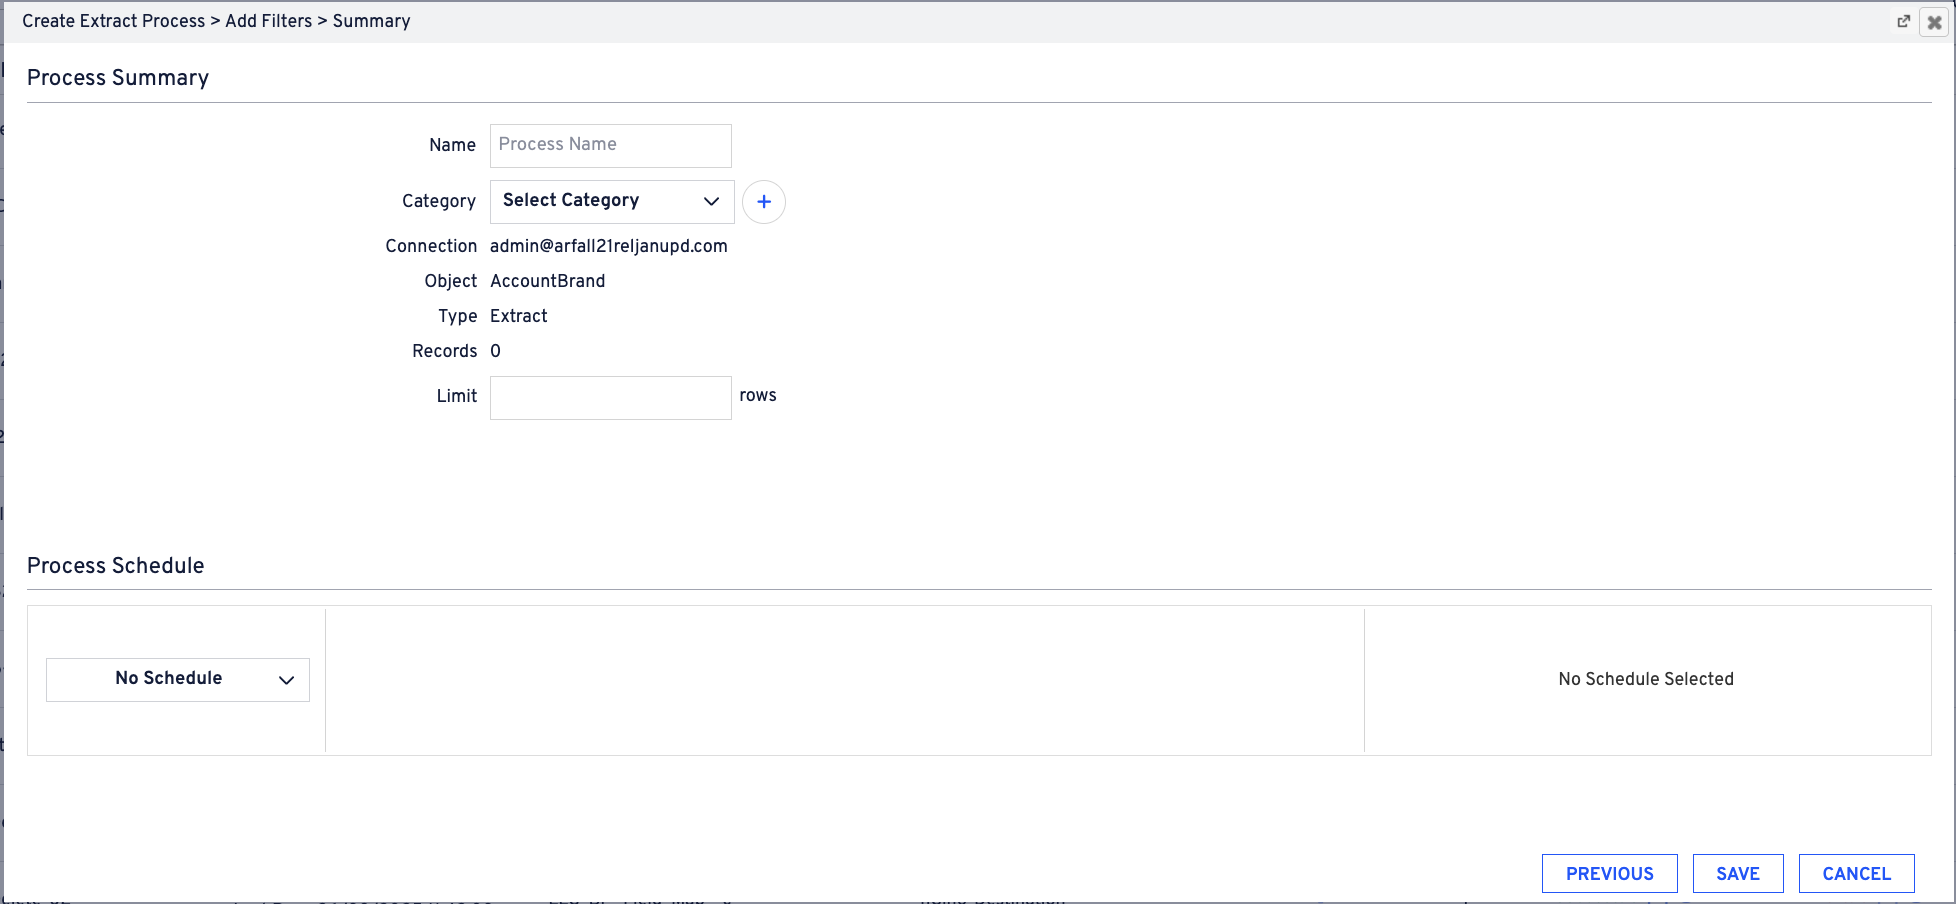 Create Extract Process > Add Filters > Summary
Process Summary
Name Process Name
Category Select Category +
Connection admin@arfall21reljanupd.com
Object AccountBrand
Type Extract
Records 0
Limit rows
Process Schedule
No Schedule
No Schedule Selected
PREVIOUS SAVE CANCEL